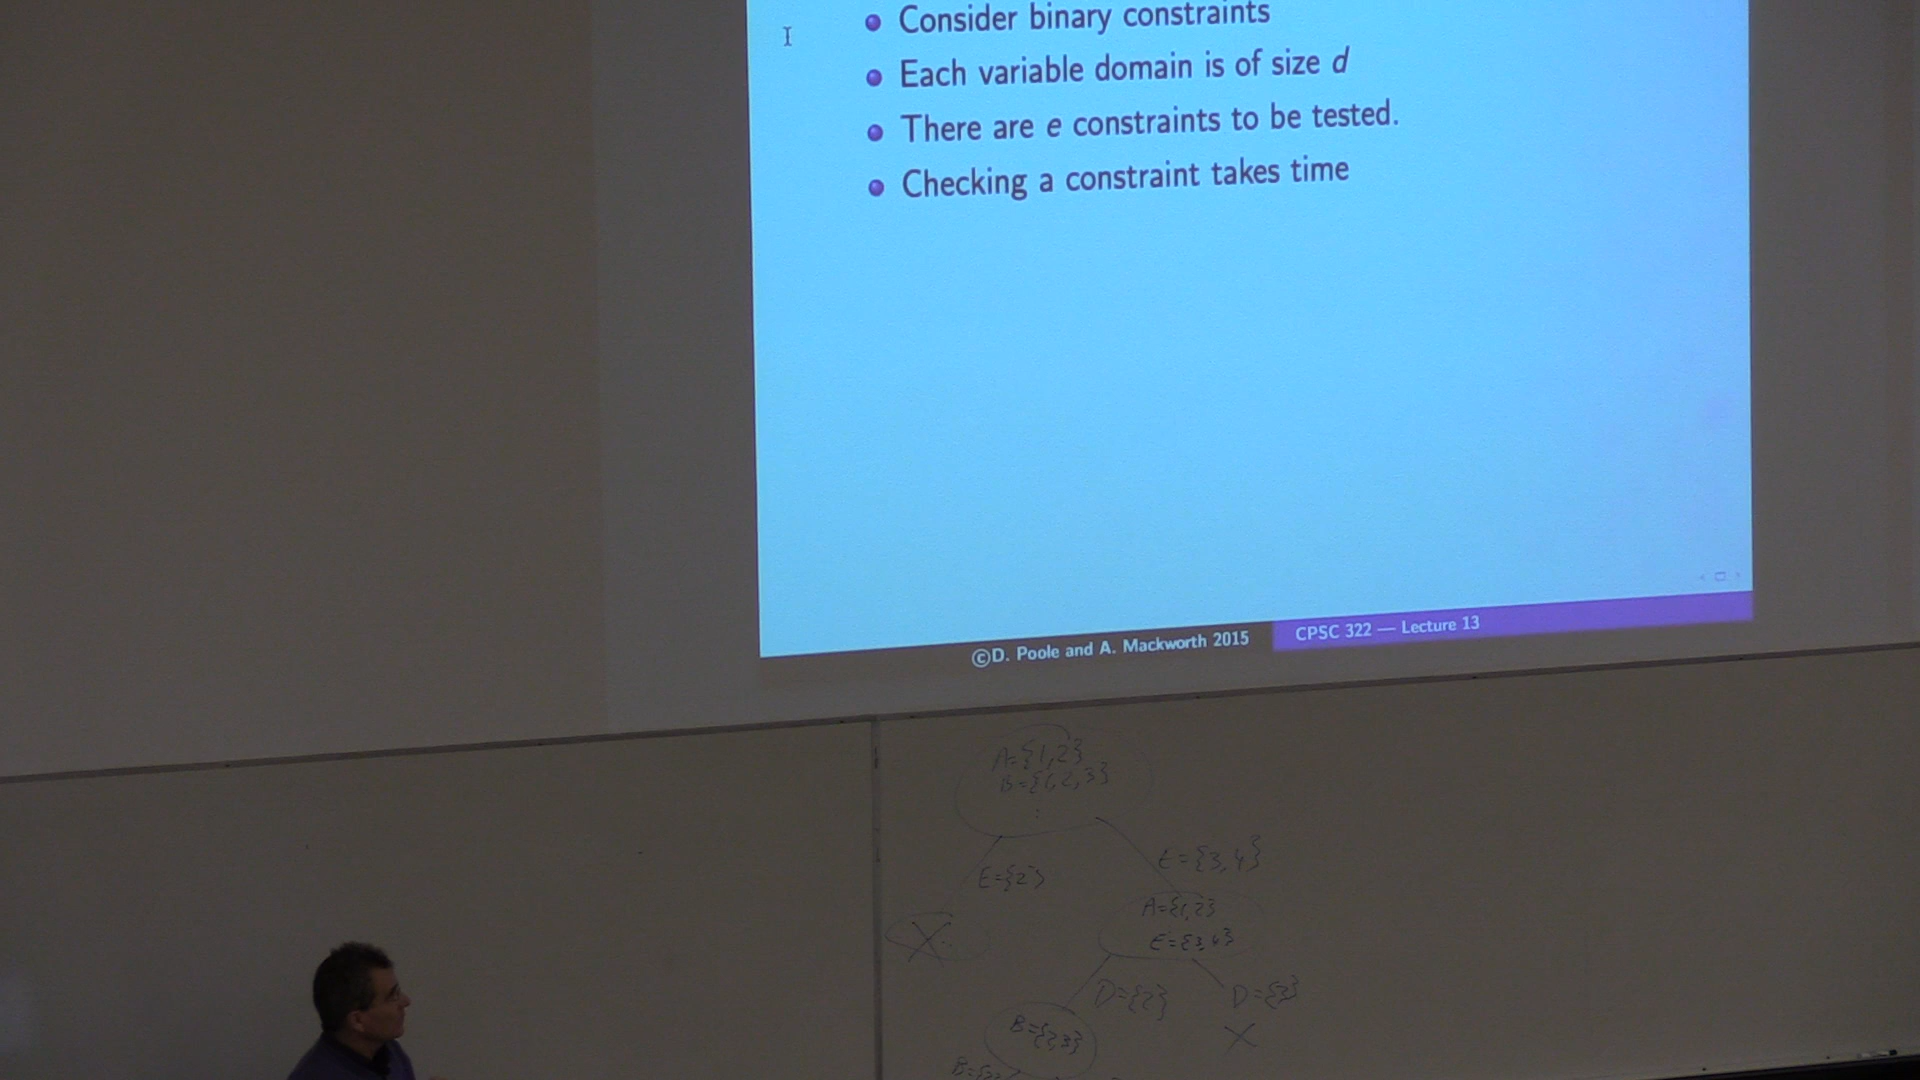 Consider binary constraints
Each variable domain is of size d
There are e constraints to be tested.
Checking a constraint takes time
©D. Poole and A. Mackworth 2015
CPSC 322 — Lecture 13
A={1,2}
B={1,2,3}
:
E={2}
E={3,4}
A={1,2}
E={3,4}
X
D={2}
D={3}
B={2,3}
X